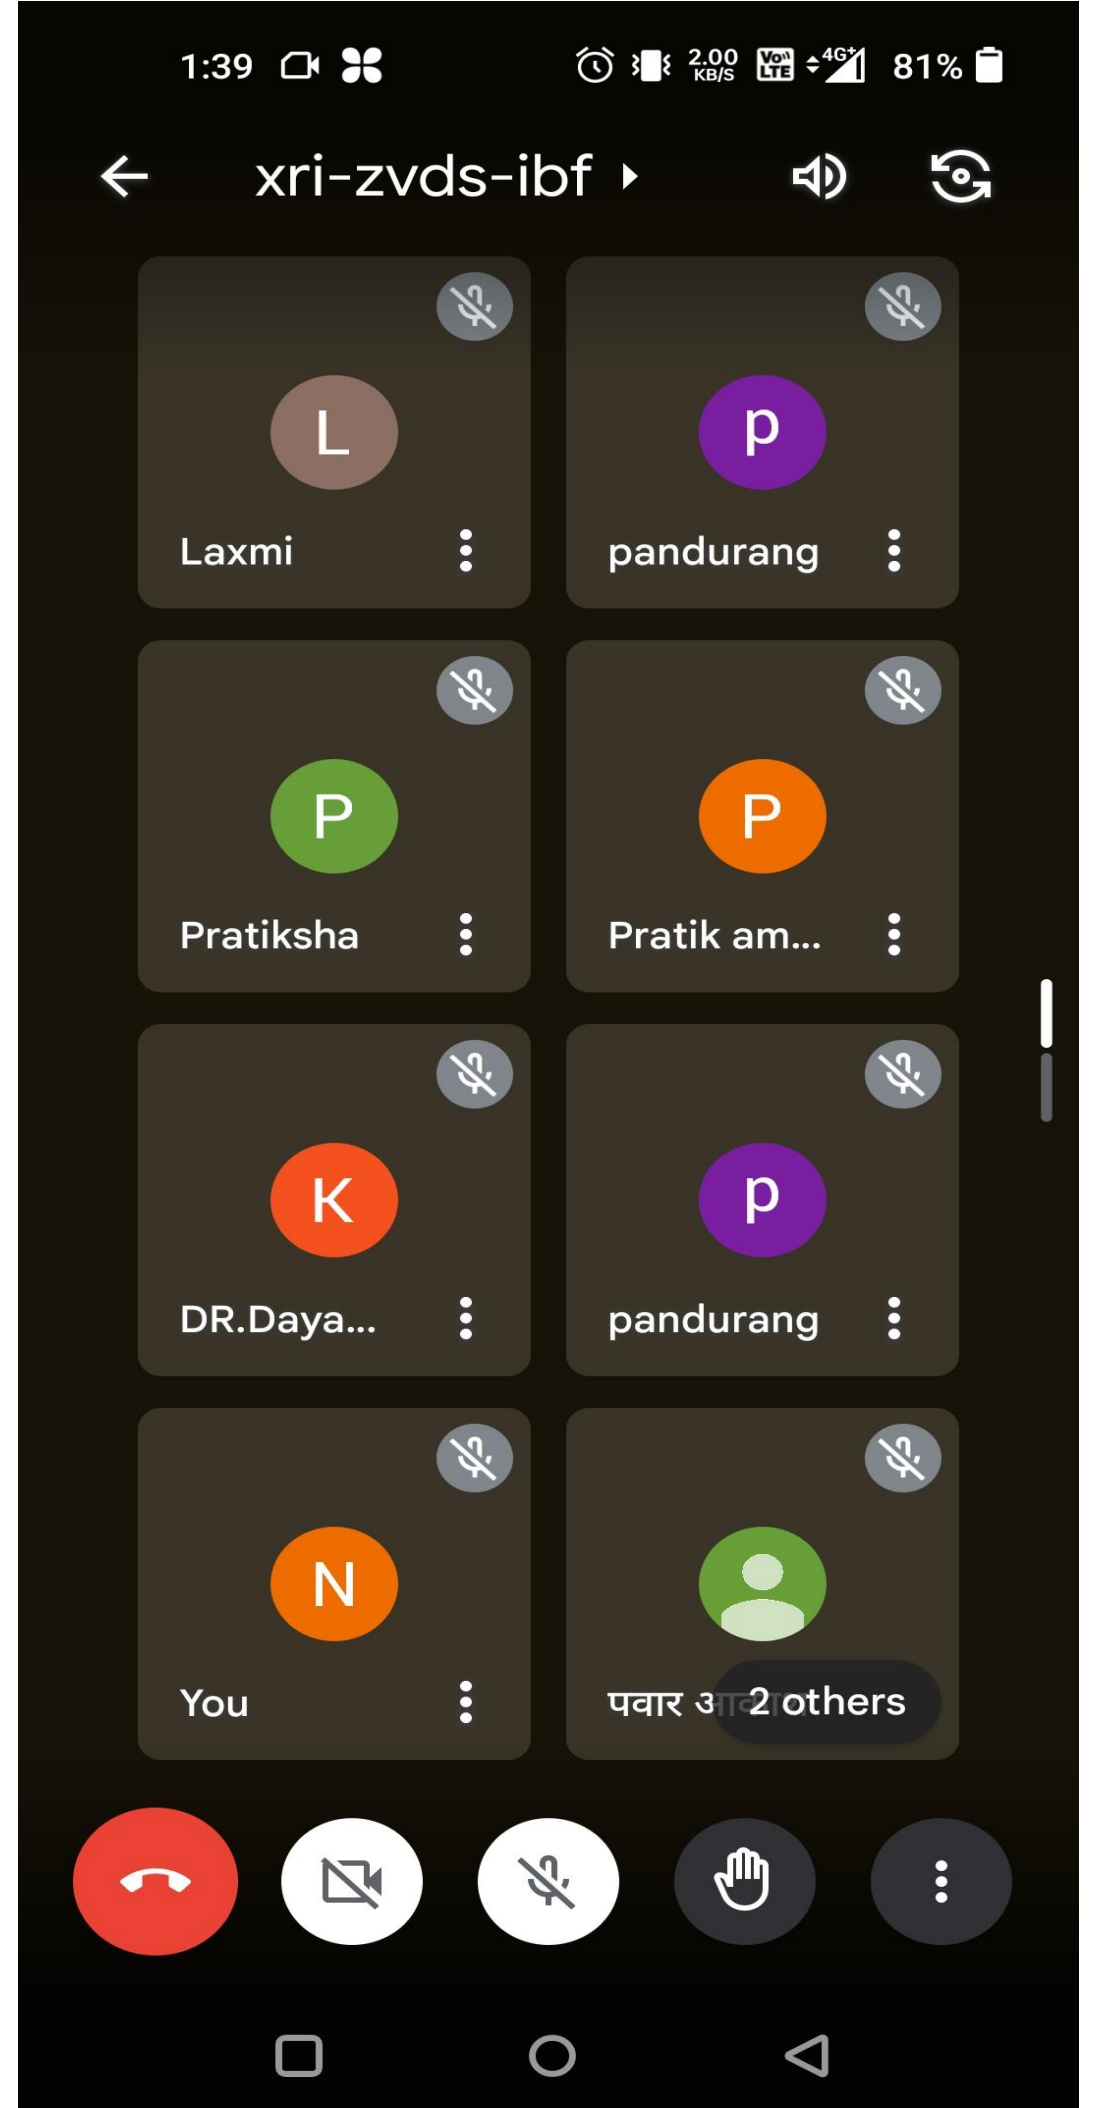 1:39 2.00 KB/S Vo)) LTE 4G+ 81%
xri-zvds-ibf
L
p
Laxmi
pandurang
P
P
Pratiksha
Pratik am...
K
p
DR.Daya...
pandurang
N
You
पवार
2 others